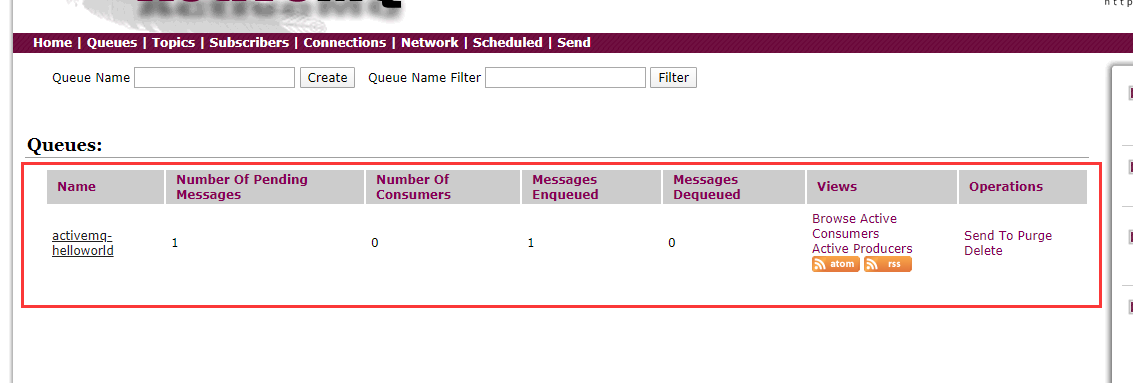 http
Home | Queues | Topics | Subscribers | Connections | Network | Scheduled | Send
Queue Name Create Queue Name Filter Filter
Queues:
Name Number Of Pending Messages Number Of Consumers Messages Enqueued Messages Dequeued Views Operations
activemq-helloworld 1 0 1 0 Browse Active Consumers Active Producers atom rss Send To Purge Delete